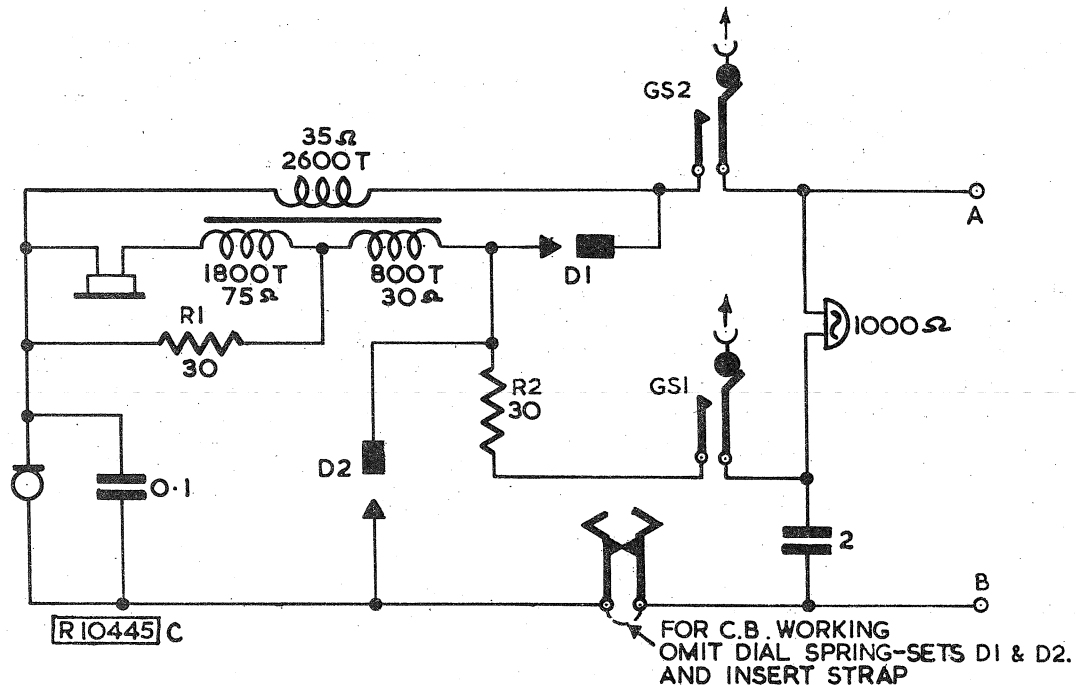 GS2
35Ω
2600T
A
1800T
75Ω
800T
30Ω
D1
R1
30
1000Ω
R2
30
GS1
D2
0·1
2
B
R10445 C
FOR C.B. WORKING
OMIT DIAL SPRING-SETS D1 & D2.
AND INSERT STRAP